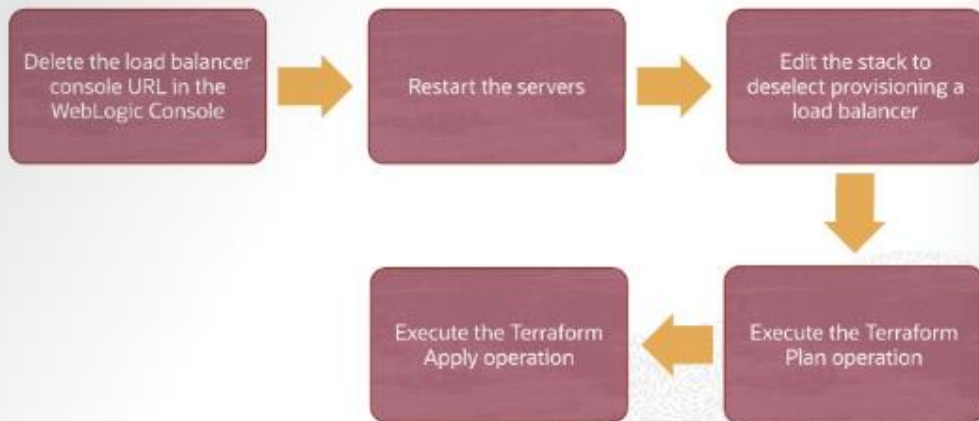 Delete the load balancer
console URL in the
WebLogic Console
Restart the servers
Edit the stack to
deselect provisioning a
load balancer
Execute the Terraform
Plan operation
Execute the Terraform
Apply operation